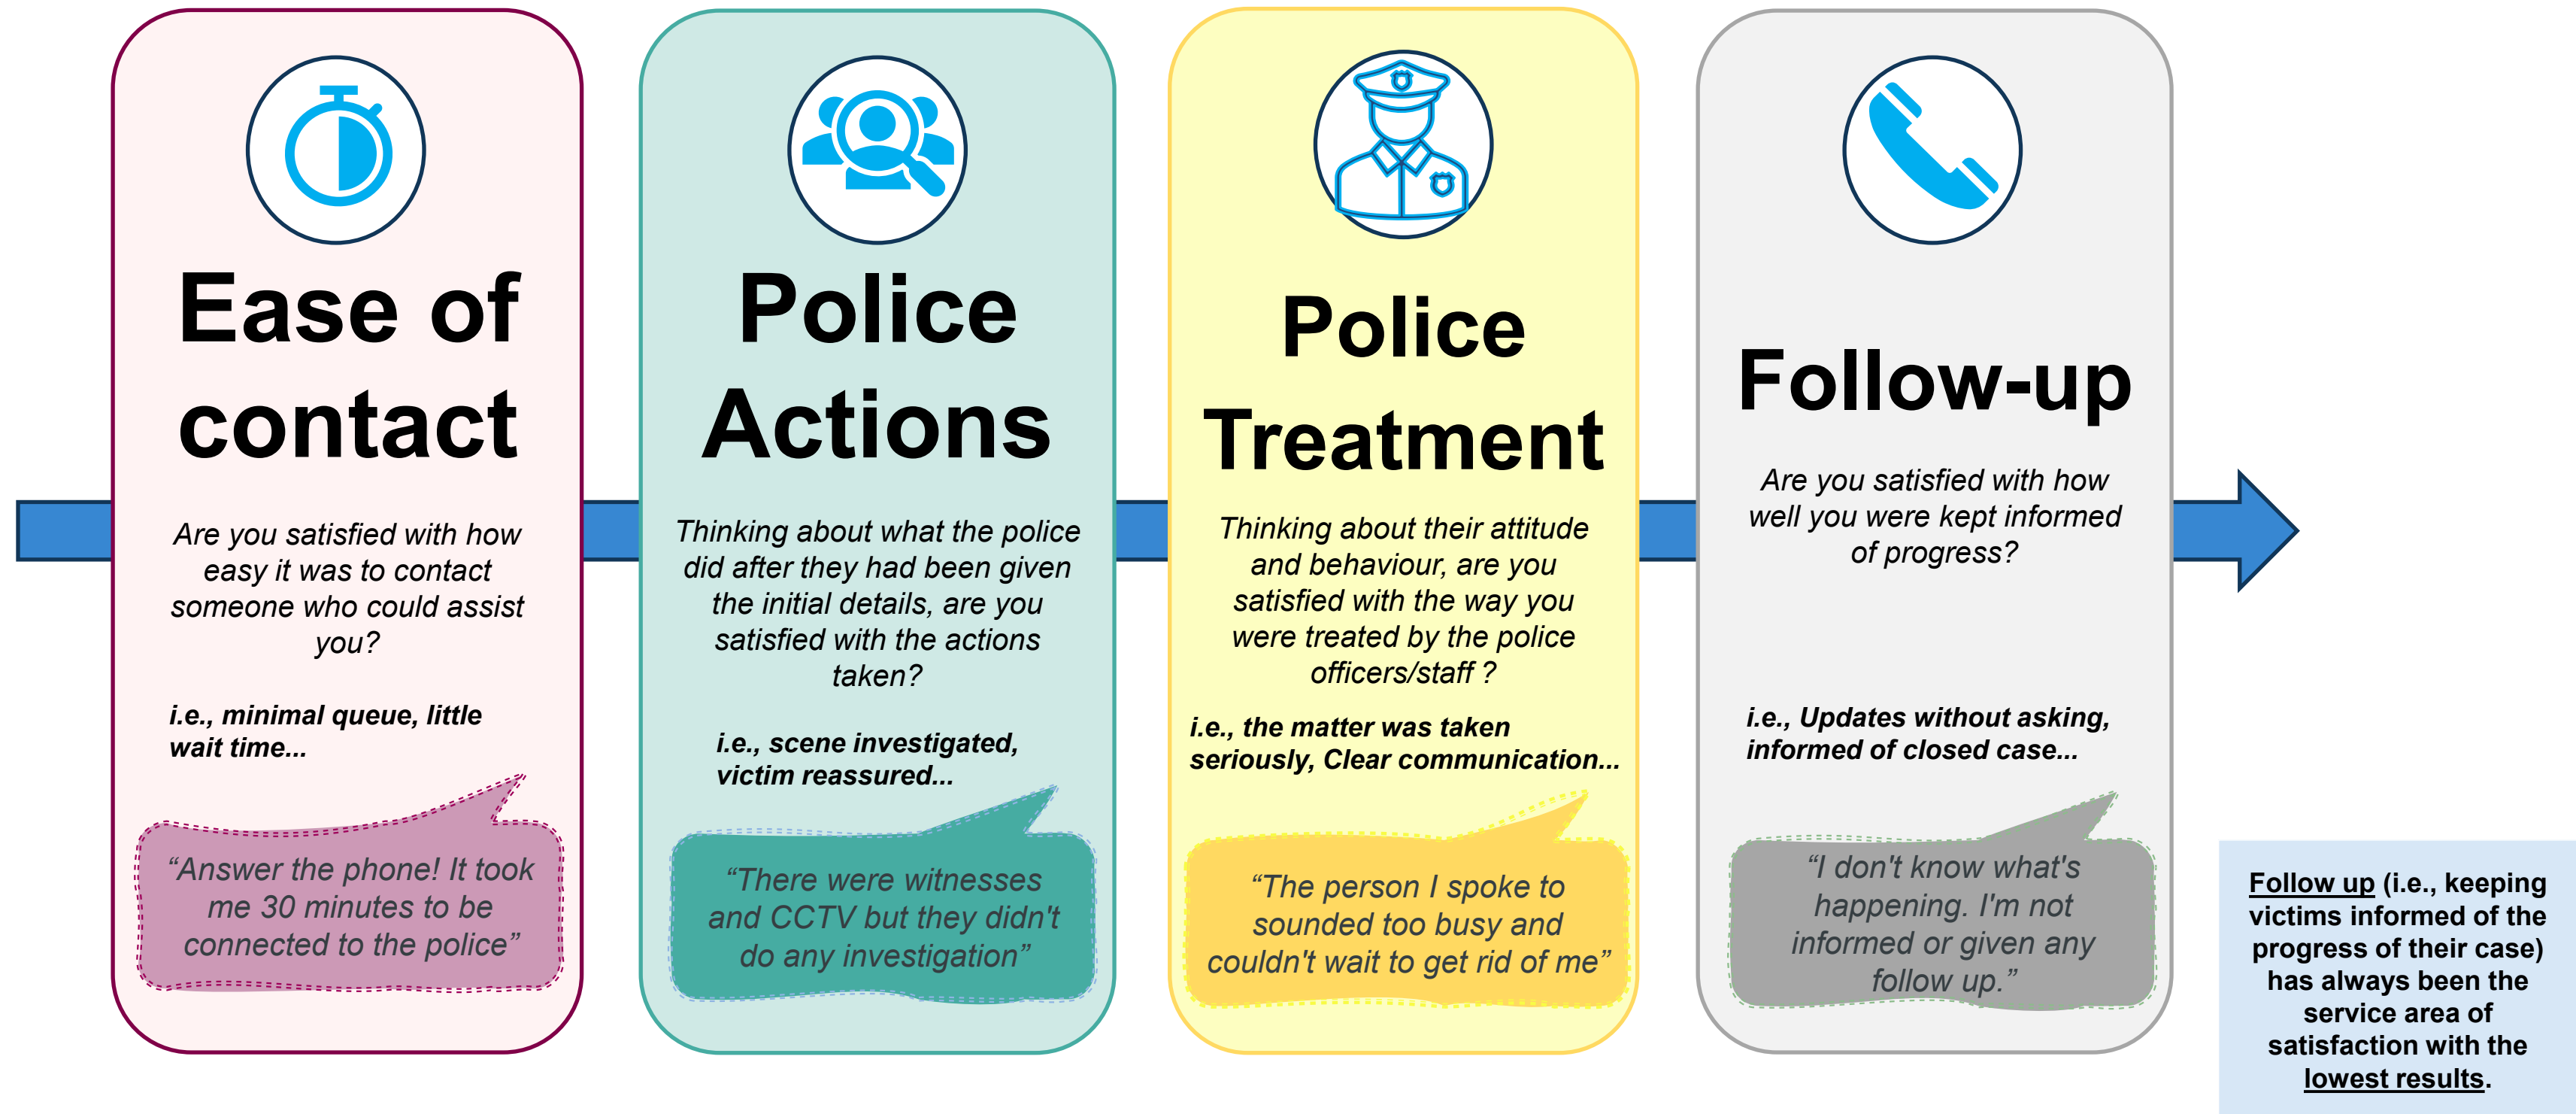 Ease of
contact
Are you satisfied with how
easy it was to contact
someone who could assist
you?
i.e., minimal queue, little
wait time...
“Answer the phone! It took
me 30 minutes to be
connected to the police”
Police
Actions
Thinking about what the police
did after they had been given
the initial details, are you
satisfied with the actions
taken?
i.e., scene investigated,
victim reassured...
“There were witnesses
and CCTV but they didn't
do any investigation”
Police
Treatment
Thinking about their attitude
and behaviour, are you
satisfied with the way you
were treated by the police
officers/staff ?
i.e., the matter was taken
seriously, Clear communication...
“The person I spoke to
sounded too busy and
couldn't wait to get rid of me”
Follow-up
Are you satisfied with how
well you were kept informed
of progress?
i.e., Updates without asking,
informed of closed case...
“I don't know what's
happening. I'm not
informed or given any
follow up.”
Follow up (i.e., keeping
victims informed of the
progress of their case)
has always been the
service area of
satisfaction with the
lowest results.